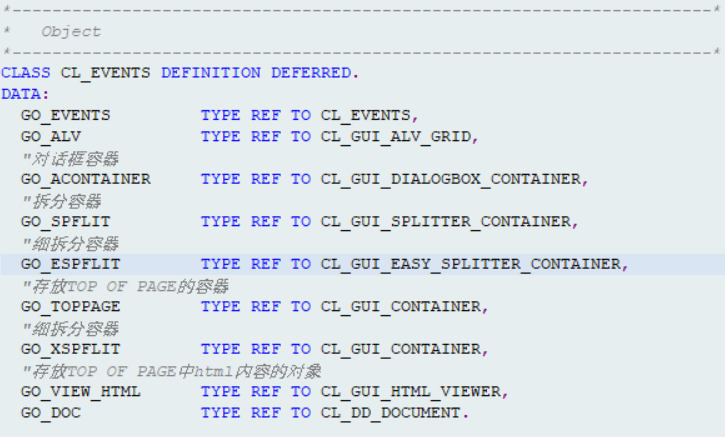 *----------------------------------------------------------------------*
*   Object
*----------------------------------------------------------------------*
CLASS CL_EVENTS DEFINITION DEFERRED.
DATA:
  GO_EVENTS         TYPE REF TO CL_EVENTS,
  GO_ALV            TYPE REF TO CL_GUI_ALV_GRID,
  "对话框容器
  GO_ACONTAINER     TYPE REF TO CL_GUI_DIALOGBOX_CONTAINER,
  "拆分容器
  GO_SPFLIT         TYPE REF TO CL_GUI_SPLITTER_CONTAINER,
  "细拆分容器
  GO_ESPFLIT        TYPE REF TO CL_GUI_EASY_SPLITTER_CONTAINER,
  "存放TOP OF PAGE的容器
  GO_TOPPAGE        TYPE REF TO CL_GUI_CONTAINER,
  "细拆分容器
  GO_XSPFLIT        TYPE REF TO CL_GUI_CONTAINER,
  "存放TOP OF PAGE中html内容的对象
  GO_VIEW_HTML      TYPE REF TO CL_GUI_HTML_VIEWER,
  GO_DOC            TYPE REF TO CL_DD_DOCUMENT.